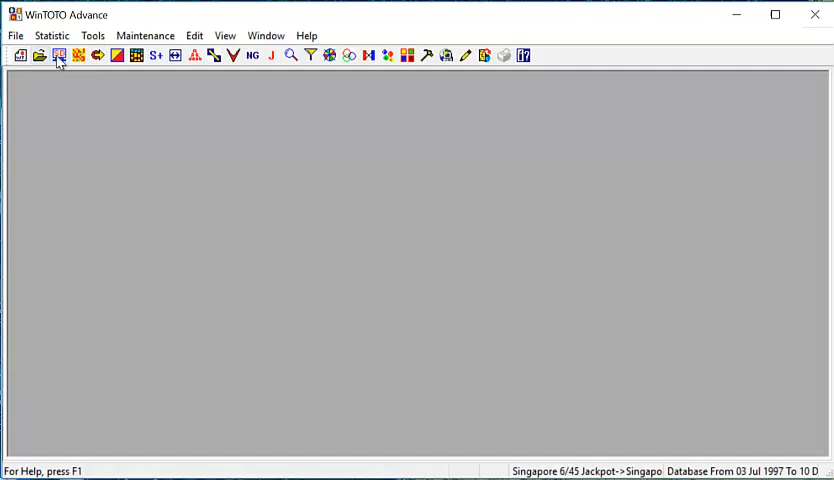 WinTOTO Advance
File Statistic Tools Maintenance Edit View Window Help
S+ NG J f?
For Help, press F1 Singapore 6/45 Jackpot->Singapo Database From 03 Jul 1997 To 10 D